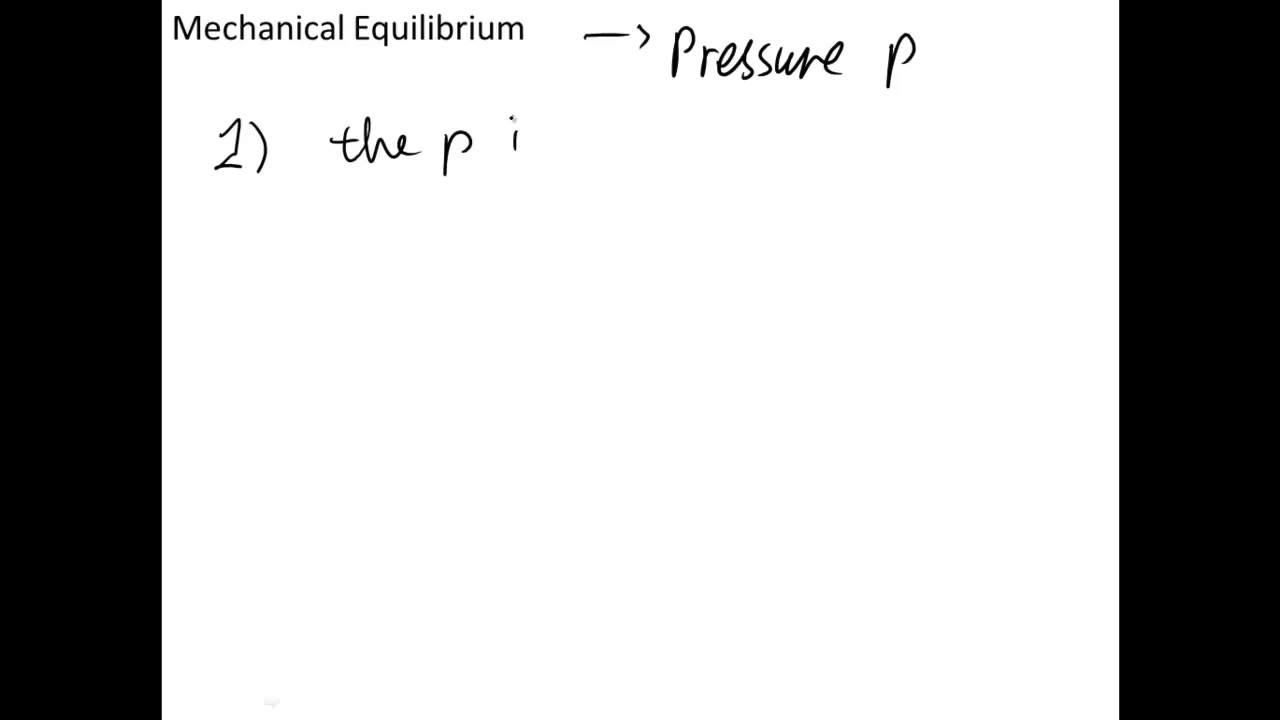 Mechanical Equilibrium → Pressure p
1) the p i